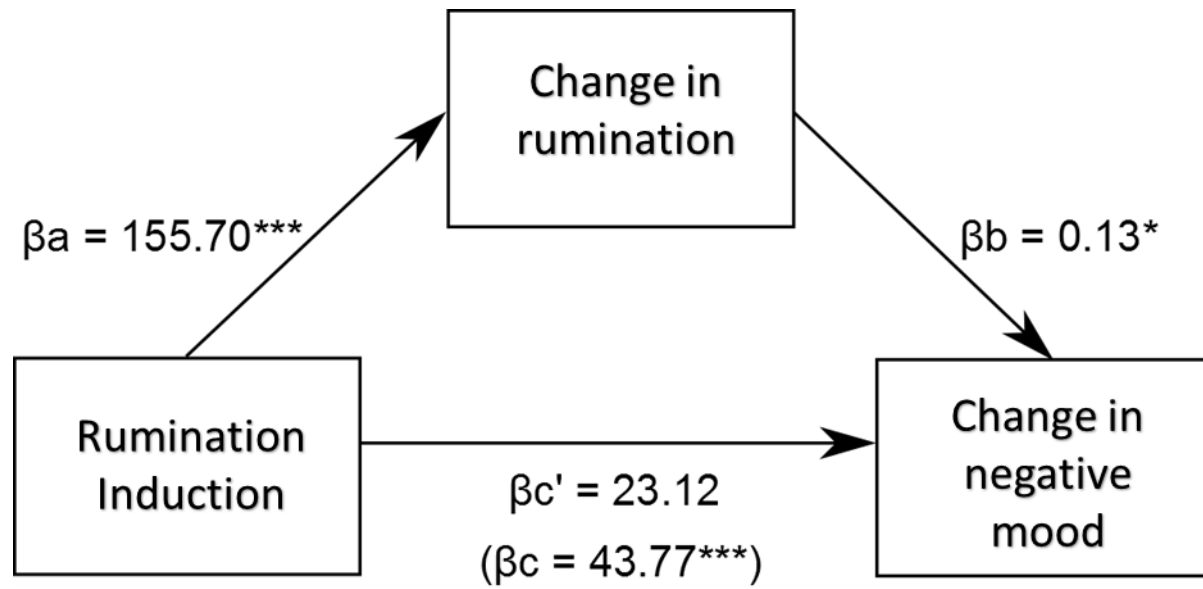 Change in
rumination
βa = 155.70***
βb = 0.13*
Rumination
Induction
βc' = 23.12
(βc = 43.77***)
Change in
negative
mood